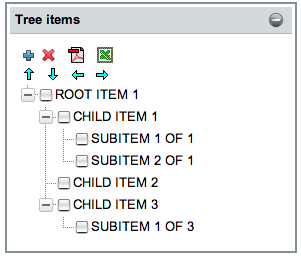 Tree items
ROOT ITEM 1
CHILD ITEM 1
SUBITEM 1 OF 1
SUBITEM 2 OF 1
CHILD ITEM 2
CHILD ITEM 3
SUBITEM 1 OF 3